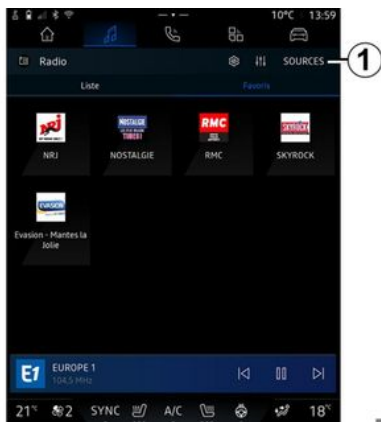 10°C 13:59
Radio SOURCES 1
Liste Favoris
NRJ NOSTALGIE RMC SKYROCK
NRJ NOSTALGIE RMC SKYROCK
EVASION
Evasion - Mantes la
Jolie
E1 EUROPE 1
104,5 MHz
21°C 2 SYNC A/C 18°C